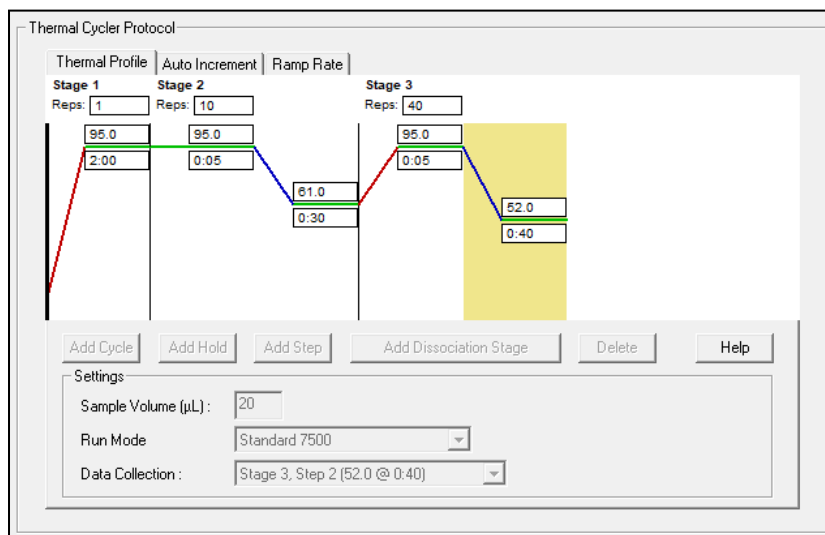 Thermal Cycler Protocol
Thermal Profile Auto Increment Ramp Rate
Stage 1 Stage 2 Stage 3
Reps: 1 Reps: 10 Reps: 40
95.0 95.0 95.0
2:00 0:05 0:05
61.0
0:30
52.0
0:40
Add Cycle Add Hold Add Step Add Dissociation Stage Delete Help
Settings
Sample Volume (µL) : 20
Run Mode Standard 7500
Data Collection : Stage 3, Step 2 (52.0 @ 0:40)